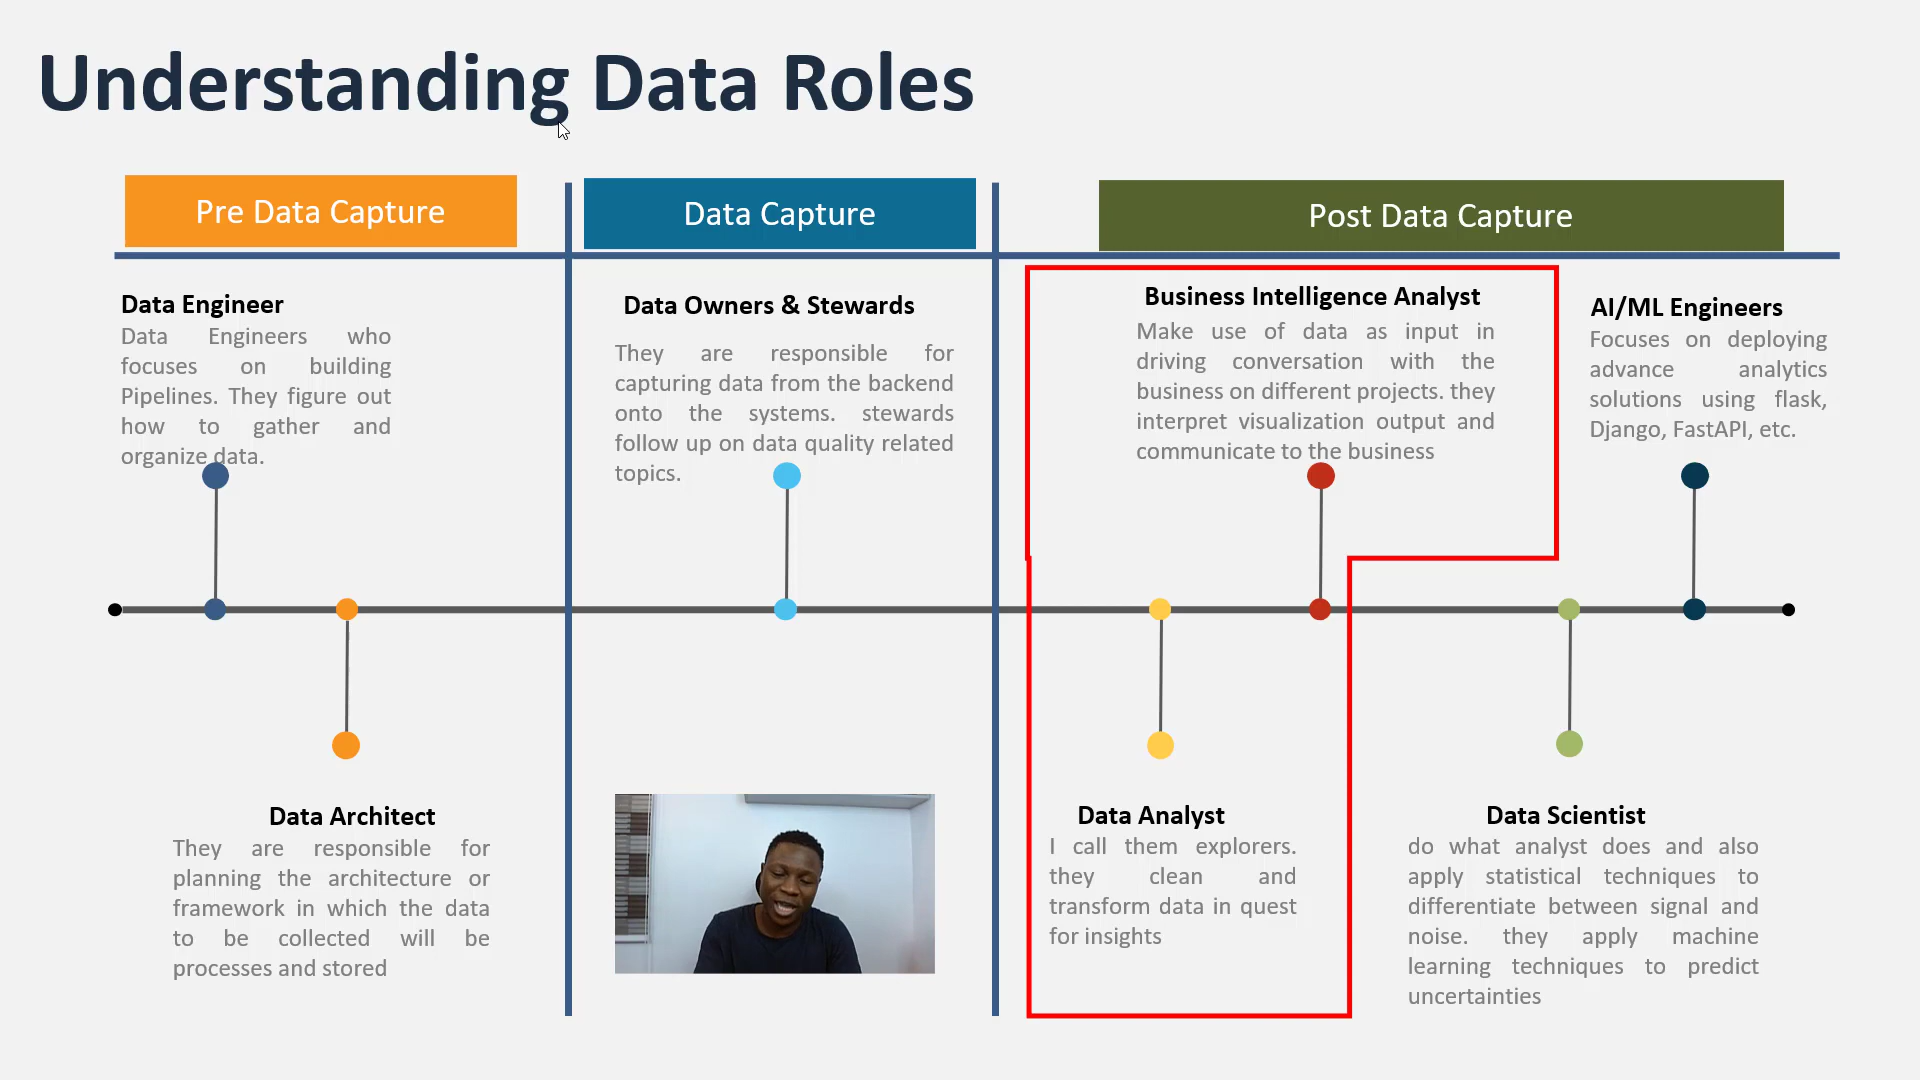 Understanding Data Roles
Pre Data Capture
Data Capture
Post Data Capture
Data Engineer
Data Engineers who
focuses on building
Pipelines. They figure out
how to gather and
organize data.
Data Owners & Stewards
They are responsible for
capturing data from the backend
onto the systems. stewards
follow up on data quality related
topics.
Business Intelligence Analyst
Make use of data as input in
driving conversation with the
business on different projects. they
interpret visualization output and
communicate to the business
AI/ML Engineers
Focuses on deploying
advance analytics
solutions using flask,
Django, FastAPI, etc.
Data Architect
They are responsible for
planning the architecture or
framework in which the data
to be collected will be
processes and stored
Data Analyst
I call them explorers.
they clean and
transform data in quest
for insights
Data Scientist
do what analyst does and also
apply statistical techniques to
differentiate between signal and
noise. they apply machine
learning techniques to predict
uncertainties